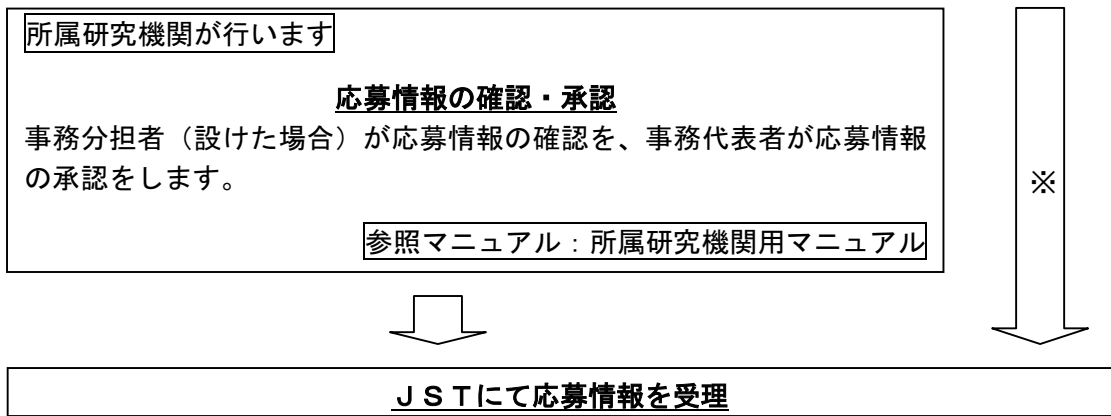 所属研究機関が行います
応募情報の確認・承認
事務分担者（設けた場合）が応募情報の確認を、事務代表者が応募情報
の承認をします。
※
参照マニュアル：所属研究機関用マニュアル
ＪＳＴにて応募情報を受理